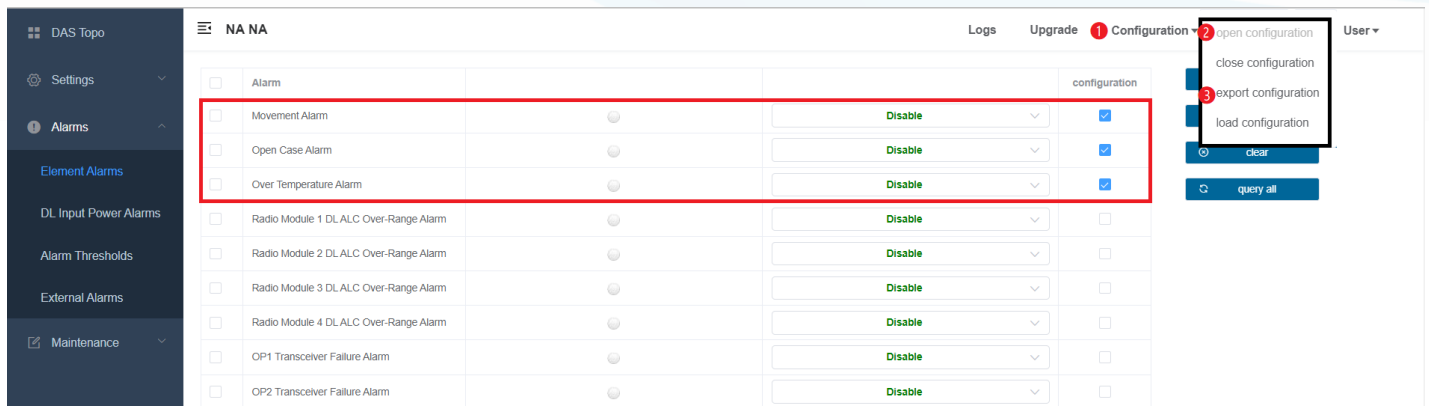 DAS Topo
NA NA
Logs
Upgrade
1 Configuration
2 open configuration
User
close configuration
3 export configuration
load configuration
Settings
Alarms
Element Alarms
DL Input Power Alarms
Alarm Thresholds
External Alarms
Maintenance
Alarm configuration
Movement Alarm Disable
Open Case Alarm Disable
Over Temperature Alarm Disable
Radio Module 1 DL ALC Over-Range Alarm Disable
Radio Module 2 DL ALC Over-Range Alarm Disable
Radio Module 3 DL ALC Over-Range Alarm Disable
Radio Module 4 DL ALC Over-Range Alarm Disable
OP1 Transceiver Failure Alarm Disable
OP2 Transceiver Failure Alarm Disable
clear
query all